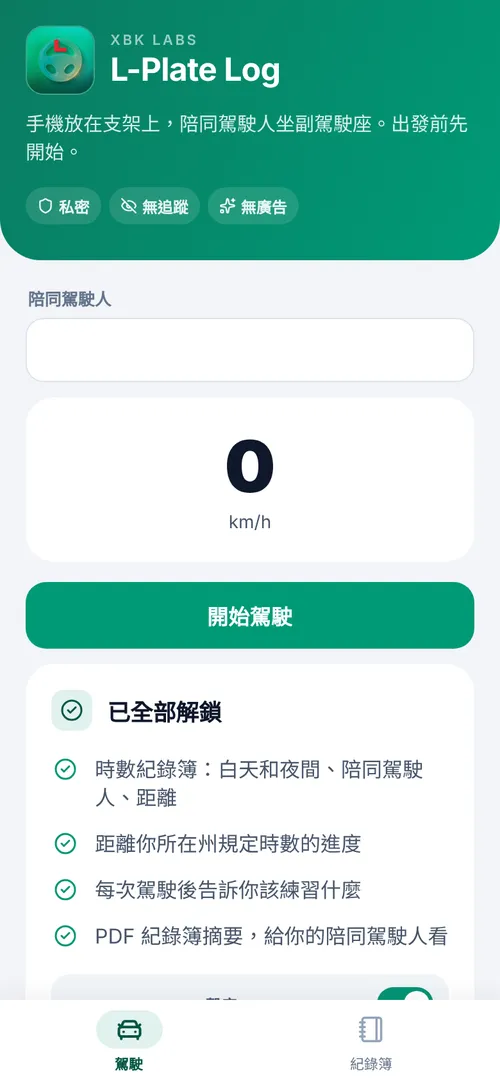 XBK LABS
L-Plate Log
手機放在支架上，陪同駕駛人坐副駕駛座。出發前先
開始。
私密
無追蹤
無廣告
陪同駕駛人
0
km/h
開始駕駛
已全部解鎖
時數紀錄簿：白天和夜間、陪同駕駛
人、距離
距離你所在州規定時數的進度
每次駕駛後告訴你該練習什麼
PDF 紀錄簿摘要，給你的陪同駕駛人看
駕駛
紀錄簿